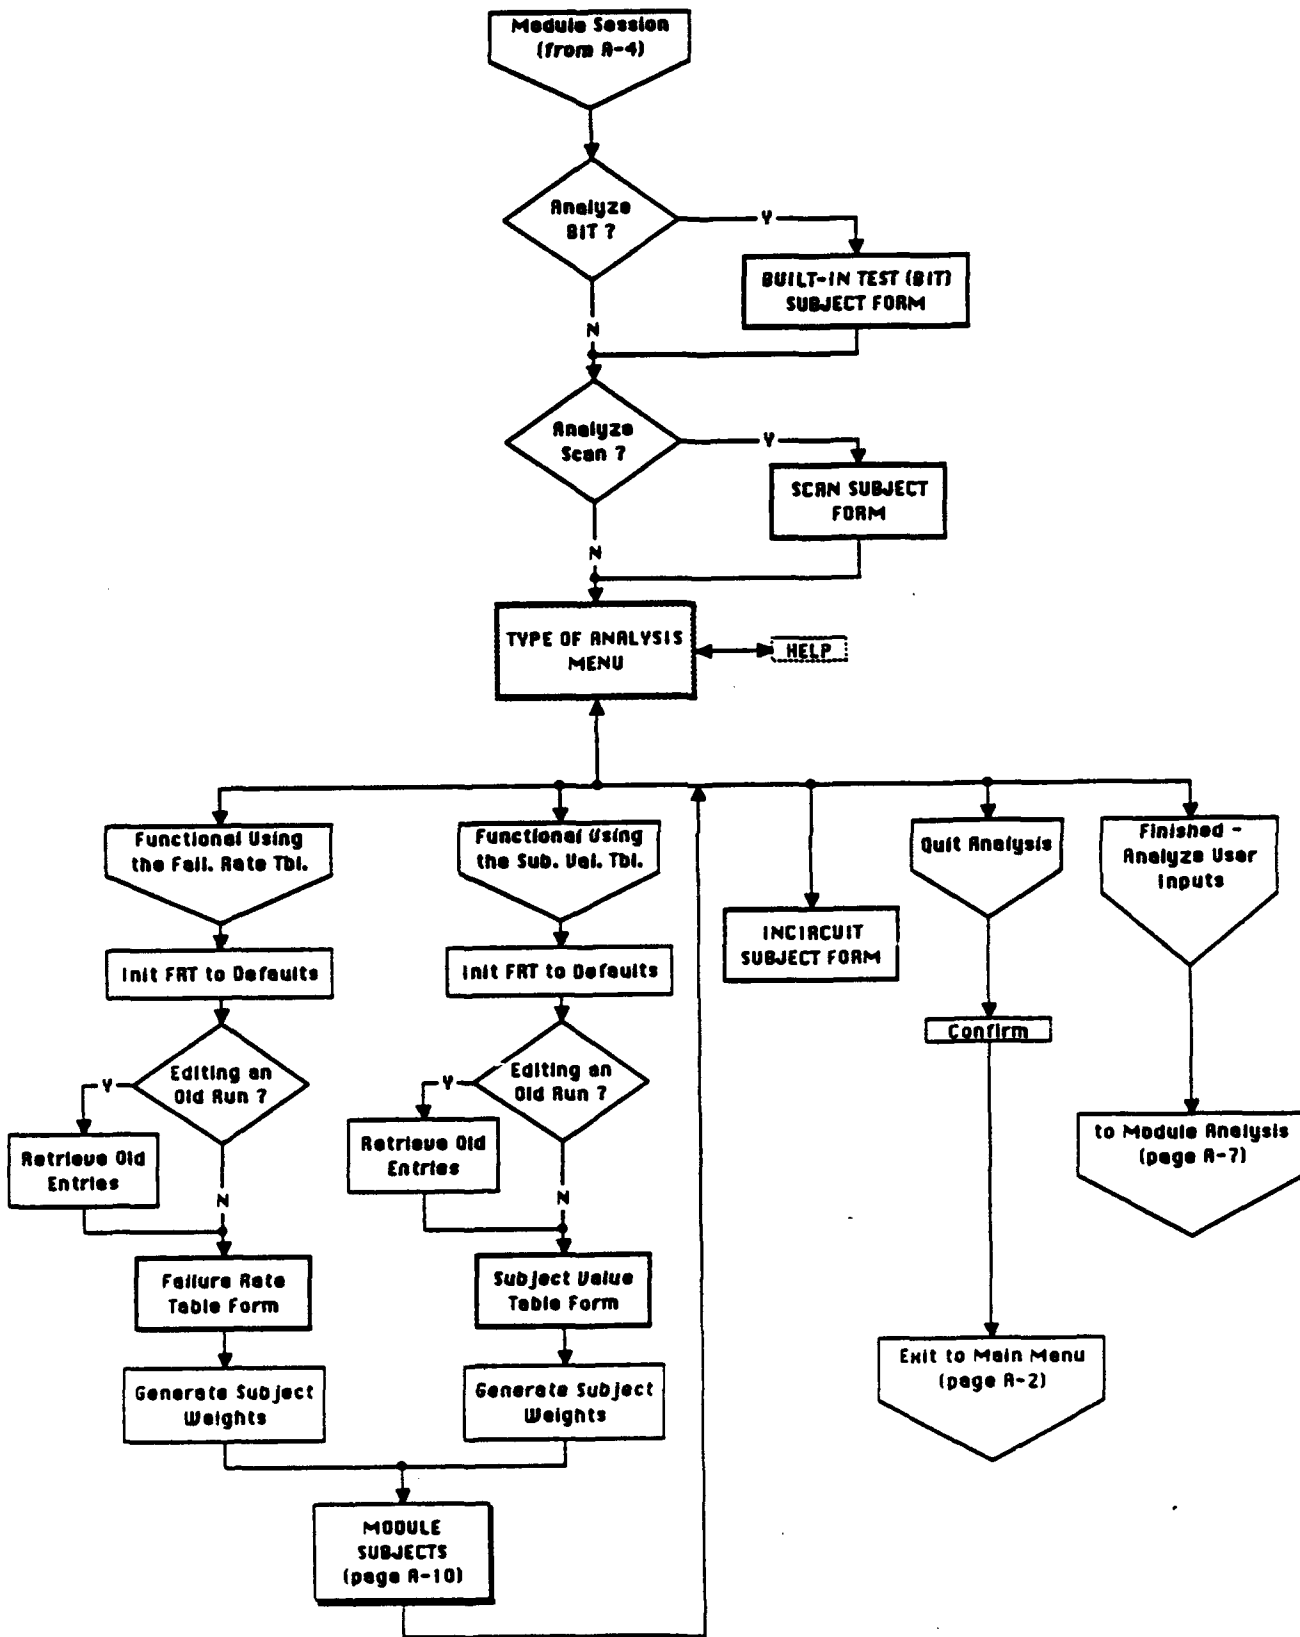 Module Session
(from A-4)
Analyze
BIT ?
Y
BUILT-IN TEST (BIT)
SUBJECT FORM
N
Analyze
Scan ?
Y
SCAN SUBJECT
FORM
N
TYPE OF ANALYSIS
MENU
HELP
Functional Using
the Fail. Rate Tbl.
Functional Using
the Sub. Val. Tbl.
Quit Analysis
Finished -
Analyze User
Inputs
INCIRCUIT
SUBJECT FORM
Init FRT to Defaults
Init FRT to Defaults
Confirm
Editing an
Old Run ?
Y
Editing an
Old Run ?
Y
Retrieve Old
Entries
Retrieve Old
Entries
to Module Analysis
(page A-7)
N
N
Failure Rate
Table Form
Subject Value
Table Form
Exit to Main Menu
(page A-2)
Generate Subject
Weights
Generate Subject
Weights
MODULE
SUBJECTS
(page A-10)